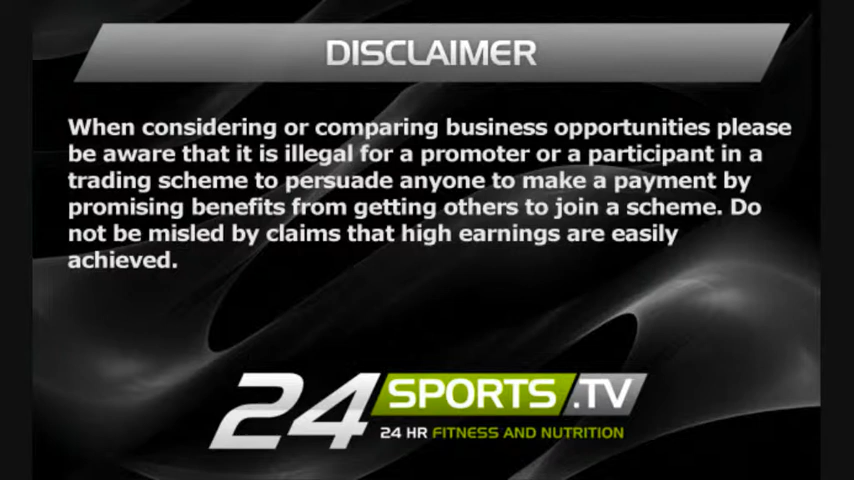 DISCLAIMER
When considering or comparing business opportunities please
be aware that it is illegal for a promoter or a participant in a
trading scheme to persuade anyone to make a payment by
promising benefits from getting others to join a scheme. Do
not be misled by claims that high earnings are easily
achieved.
24 SPORTS.TV
24 HR FITNESS AND NUTRITION